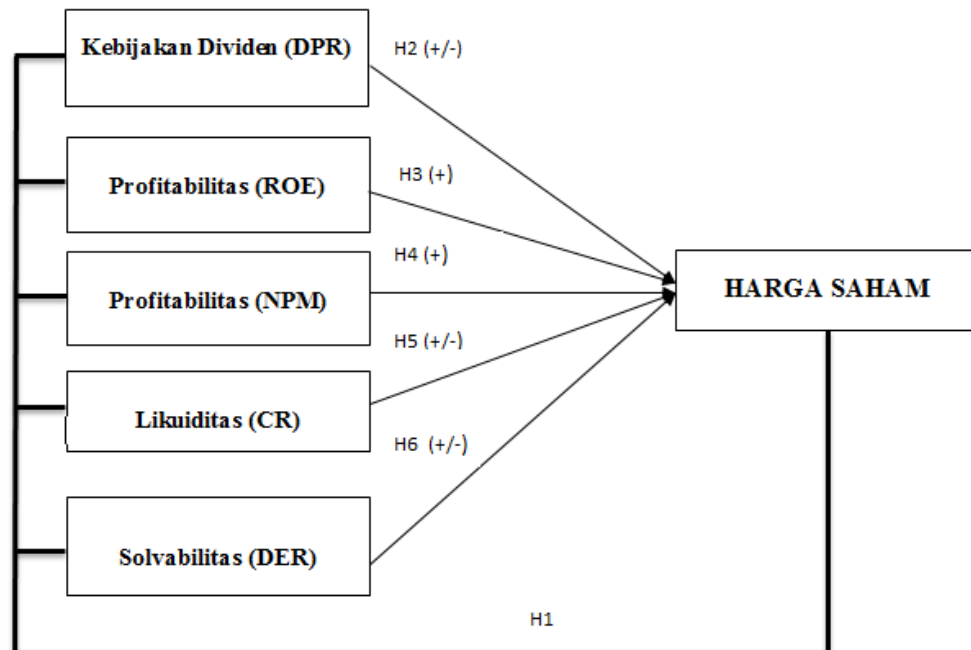 Kebijakan Dividen (DPR)
H2 (+/-)
Profitabilitas (ROE)
H3 (+)
Profitabilitas (NPM)
H4 (+)
HARGA SAHAM
Likuiditas (CR)
H5 (+/-)
Solvabilitas (DER)
H6 (+/-)
H1